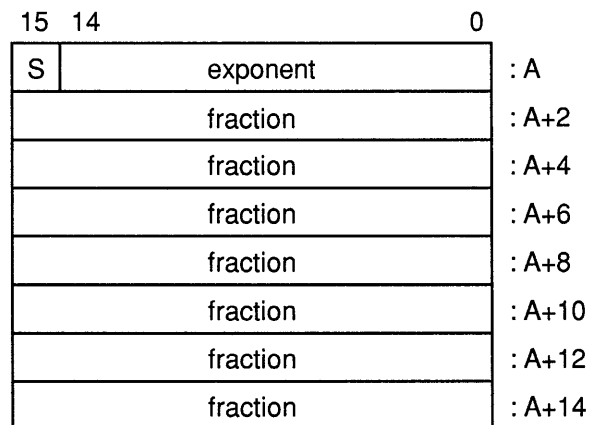 15 14 0
S exponent : A
fraction : A+2
fraction : A+4
fraction : A+6
fraction : A+8
fraction : A+10
fraction : A+12
fraction : A+14